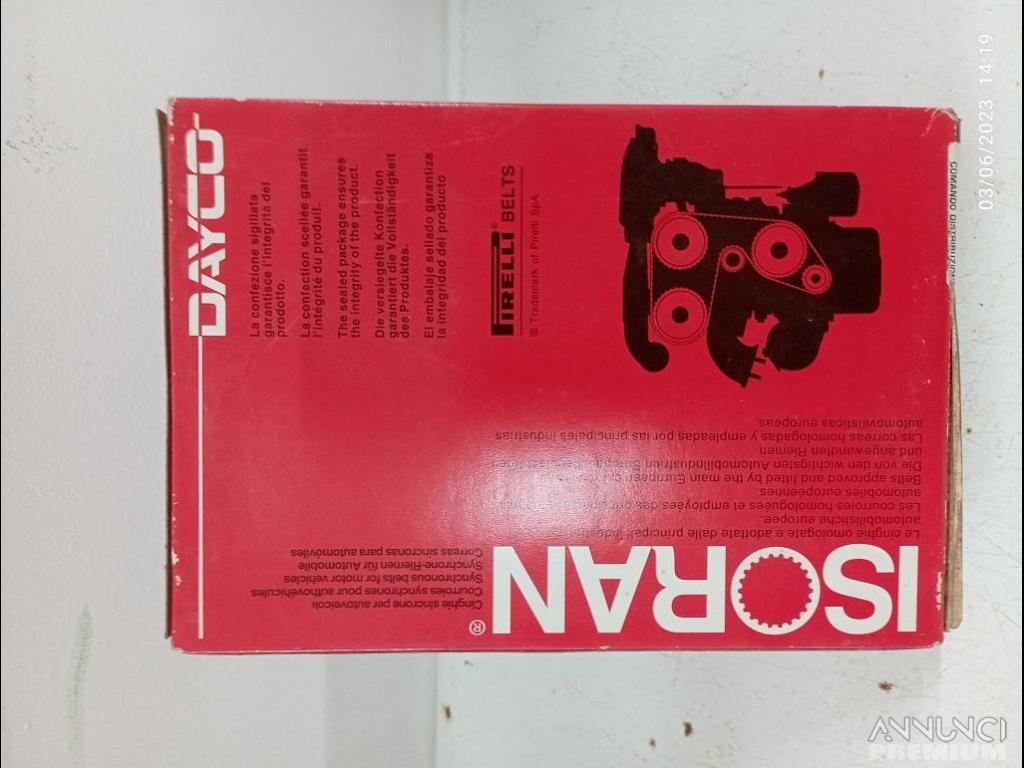 DAYCO
La confezione sigillata
garantisce l'integrità del
prodotto.
La confection scellée garantit
l'intégrité du produit.
The sealed package ensures
the integrity of the product.
Die versiegelte Konfection
garantiert die Vollständigkeit
des Produktes.
El embalaje sellado garantiza
la integridad del producto
PIRELLI® BELTS
® Trademark of Pirelli SpA
COMANDO DISTRIBUZIONE
ISORAN®
Cinghie sincrone per autoveicoli
Courroies synchrones pour authovéhicules
Synchronous belts for motor vehicles
Synchrone-Riemen für Automobile
Correas sincronas para automóviles
Le cinghie omologate e adottate dalle principali industrie
automobilistiche europee.
Les courroies homologuées et employées des
automobiles européennes.
Belts approved and fitted by the main European
Die von den wichtigsten Automobilindustrien
und angewandten Riemen
Las correas homologadas y empleadas por las principales industrias
automovilísticas europeas.
03/06/2023 14:19
ANNUNCI
PREMIUM